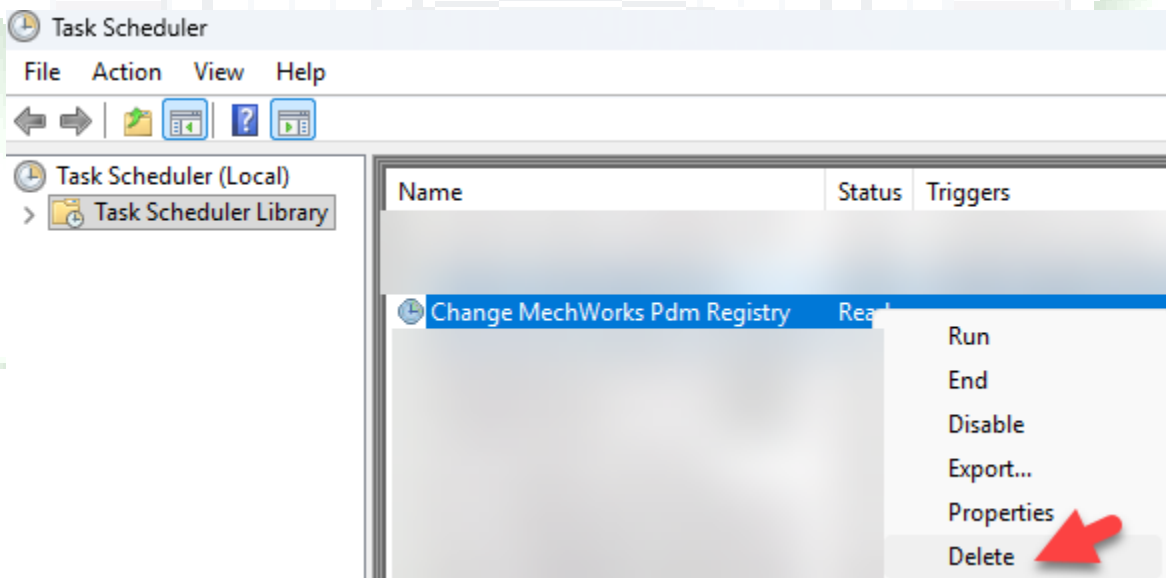 Task Scheduler
File Action View Help
Task Scheduler (Local)
Task Scheduler Library
Name Status Triggers
Change MechWorks Pdm Registry
Run
End
Disable
Export...
Properties
Delete